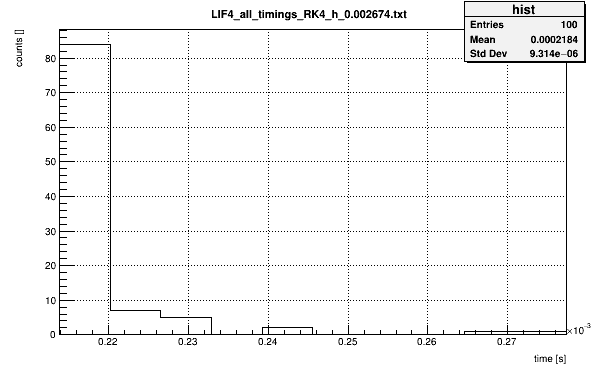 LIF4_all_timings_RK4_h_0.002674.txt
hist
Entries 100
Mean 0.0002184
Std Dev 9.314e−06
counts []
80
70
60
50
40
30
20
10
0
0.22 0.23 0.24 0.25 0.26 0.27
×10⁻³
time [s]